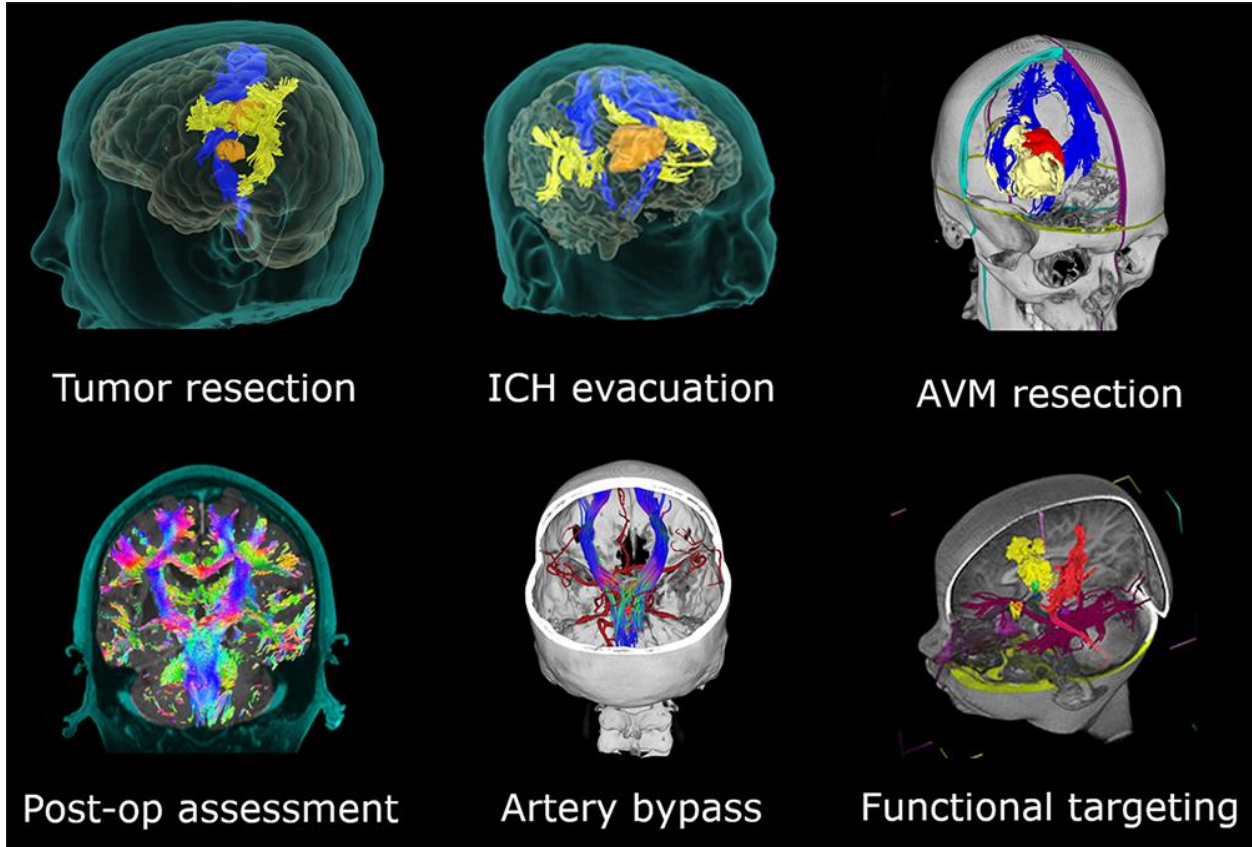 Tumor resection
ICH evacuation
AVM resection
Post-op assessment
Artery bypass
Functional targeting